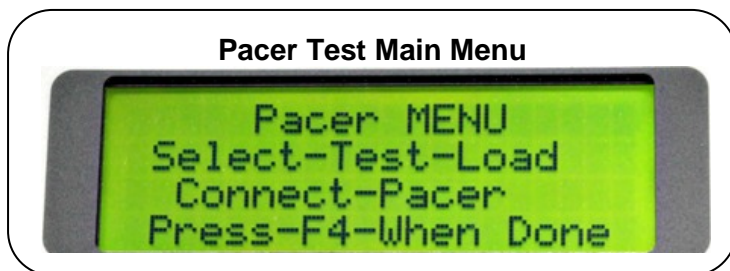 Pacer Test Main Menu
Pacer MENU
Select-Test-Load
Connect-Pacer
Press-F4-When Done